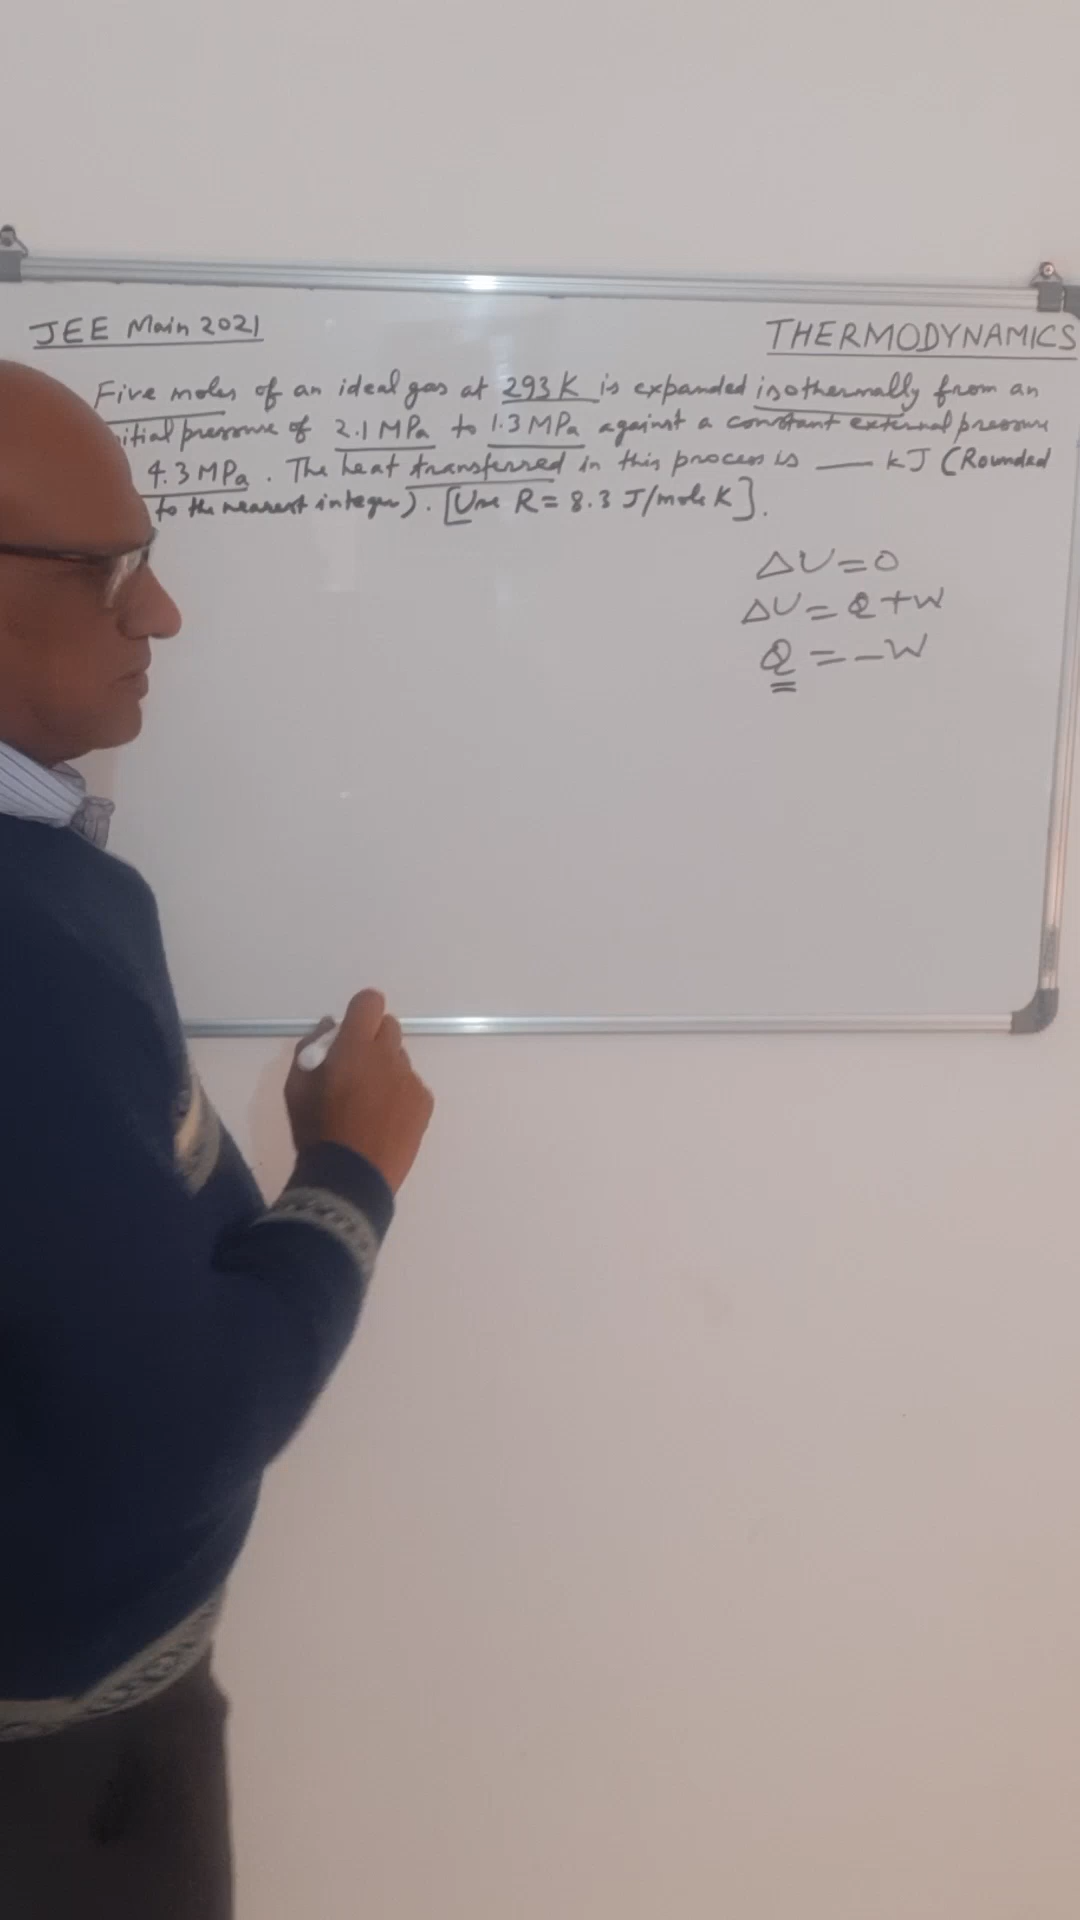 JEE Main 2021
THERMODYNAMICS
Five moles of an ideal gas at 293 K is expanded isothermally from an
itial pressure of 2.1 MPa to 1.3 MPa against a constant external pressure
4.3 MPa. The heat transferred in this process is ___ kJ (Rounded
to the nearest integer). [Use R = 8.3 J/mole K].
ΔU = 0
ΔU = Q + W
Q = -W